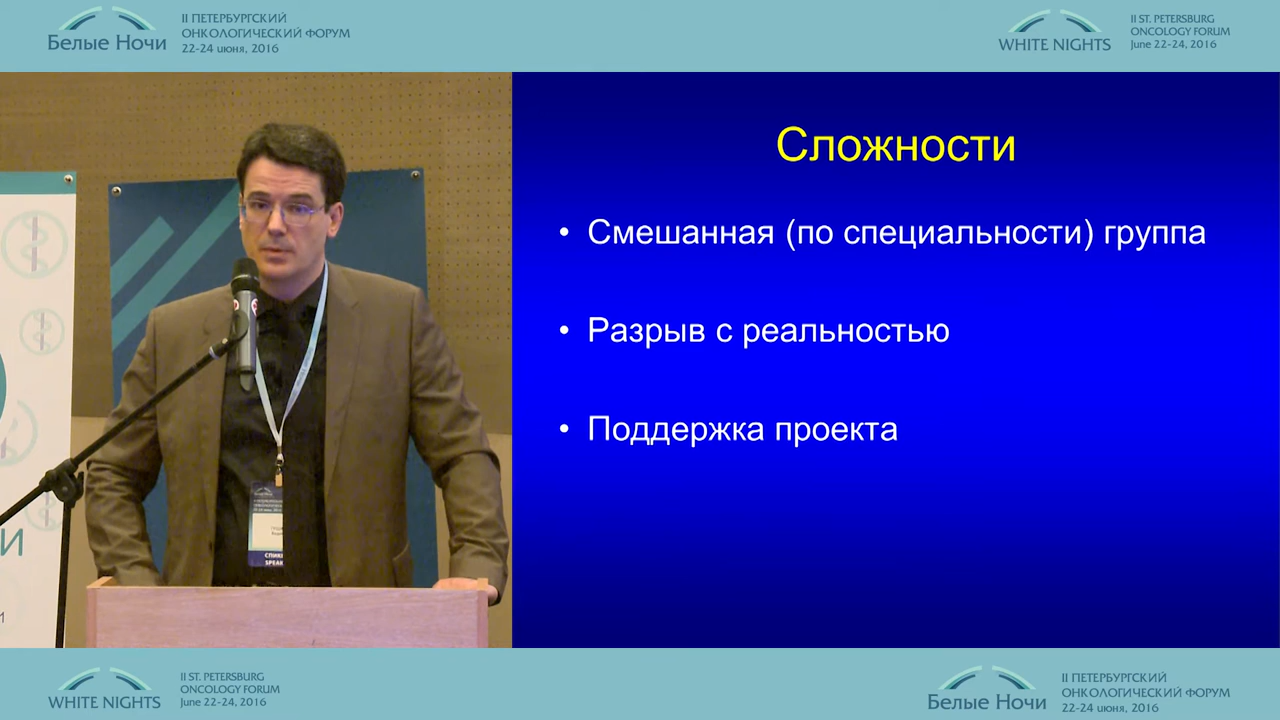 Белые Ночи
II ПЕТЕРБУРГСКИЙ
ОНКОЛОГИЧЕСКИЙ ФОРУМ
22-24 июня, 2016
WHITE NIGHTS
II ST. PETERSBURG
ONCOLOGY FORUM
June 22-24, 2016
Сложности
• Смешанная (по специальности) группа
• Разрыв с реальностью
• Поддержка проекта
WHITE NIGHTS
II ST. PETERSBURG
ONCOLOGY FORUM
June 22-24, 2016
Белые Ночи
II ПЕТЕРБУРГСКИЙ
ОНКОЛОГИЧЕСКИЙ ФОРУМ
22-24 июня, 2016